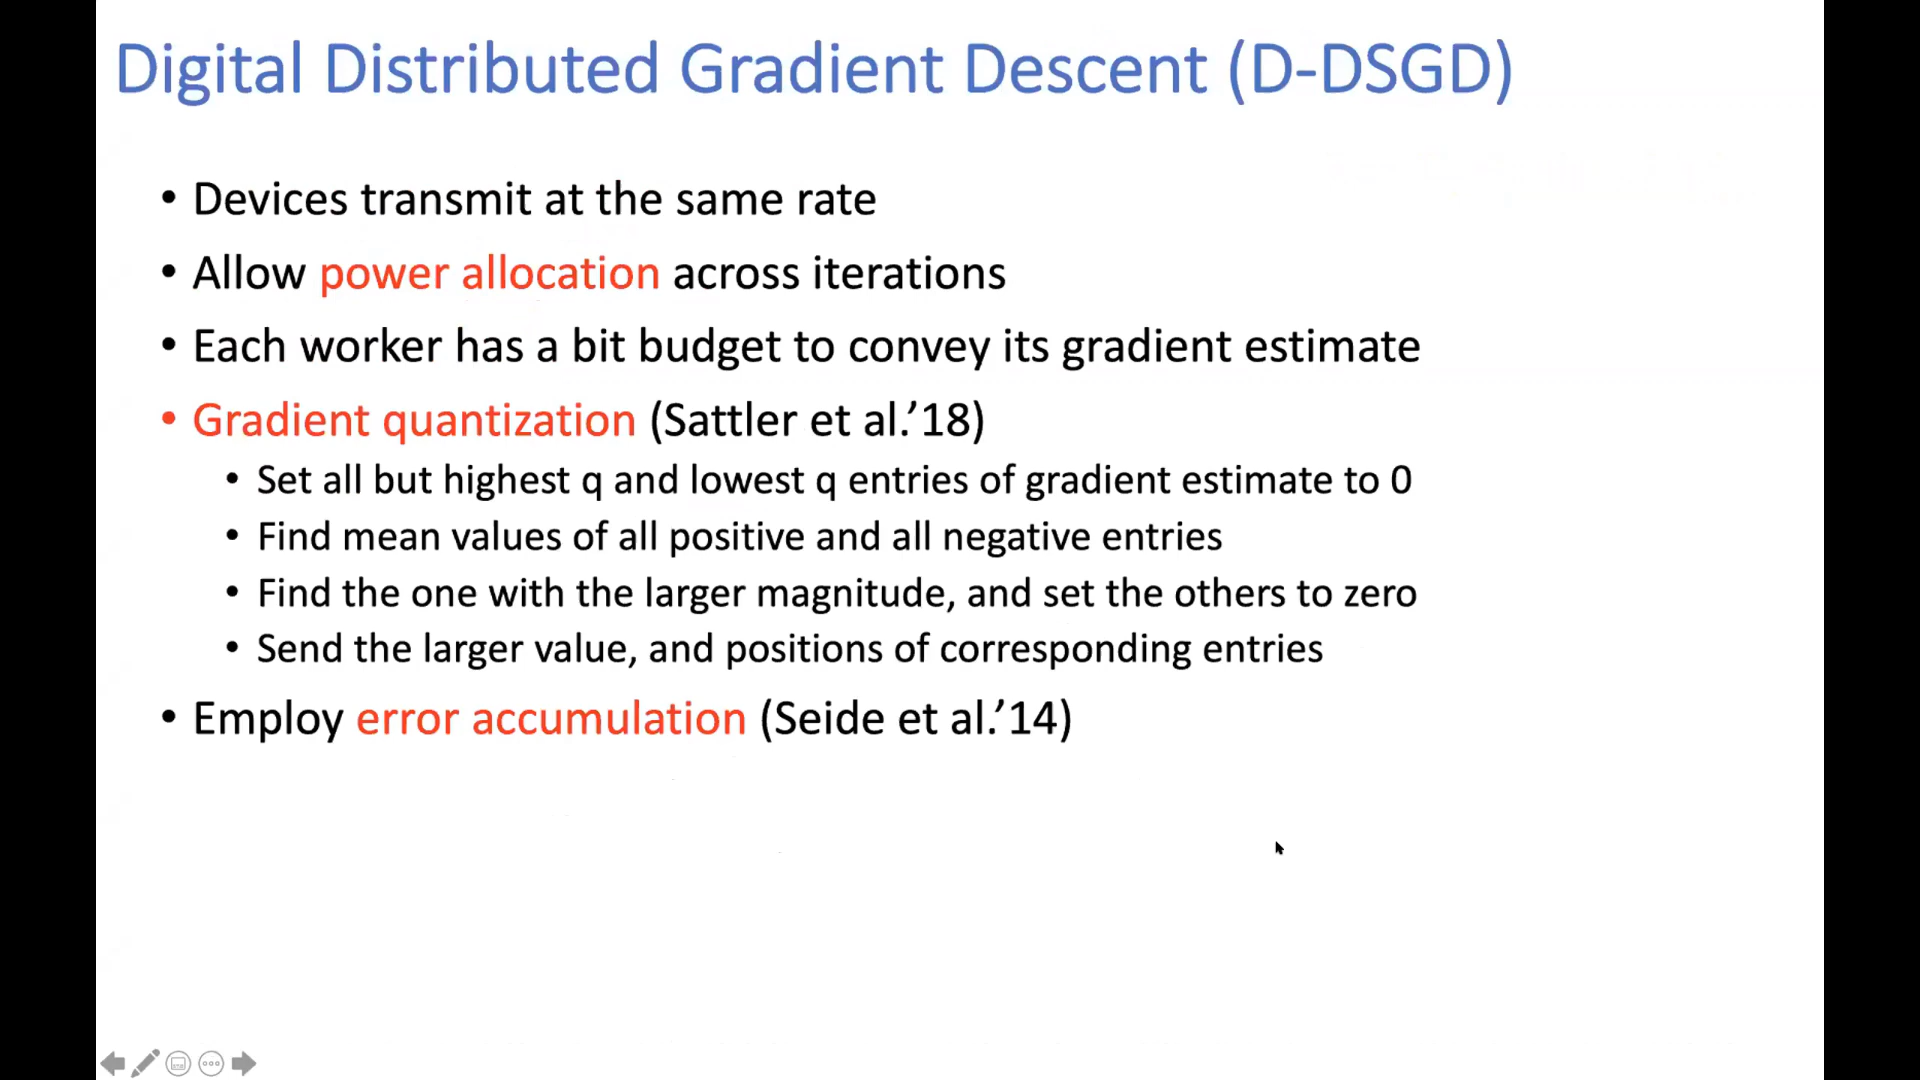 Digital Distributed Gradient Descent (D-DSGD)
• Devices transmit at the same rate
• Allow power allocation across iterations
• Each worker has a bit budget to convey its gradient estimate
• Gradient quantization (Sattler et al.’18)
• Set all but highest q and lowest q entries of gradient estimate to 0
• Find mean values of all positive and all negative entries
• Find the one with the larger magnitude, and set the others to zero
• Send the larger value, and positions of corresponding entries
• Employ error accumulation (Seide et al.’14)